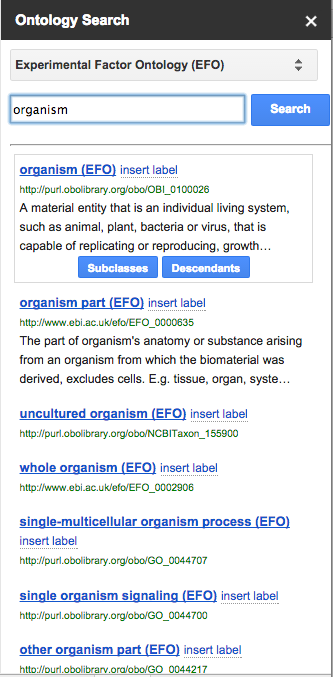 Ontology Search ×
Experimental Factor Ontology (EFO)
organism Search
organism (EFO) insert label
http://purl.obolibrary.org/obo/OBI_0100026
A material entity that is an individual living system,
such as animal, plant, bacteria or virus, that is
capable of replicating or reproducing, growth…
Subclasses Descendants
organism part (EFO) insert label
http://www.ebi.ac.uk/efo/EFO_0000635
The part of organism's anatomy or substance arising
from an organism from which the biomaterial was
derived, excludes cells. E.g. tissue, organ, syste…
uncultured organism (EFO) insert label
http://purl.obolibrary.org/obo/NCBITaxon_155900
whole organism (EFO) insert label
http://www.ebi.ac.uk/efo/EFO_0002906
single-multicellular organism process (EFO)
insert label
http://purl.obolibrary.org/obo/GO_0044707
single organism signaling (EFO) insert label
http://purl.obolibrary.org/obo/GO_0044700
other organism part (EFO) insert label
http://purl.obolibrary.org/obo/GO_0044217